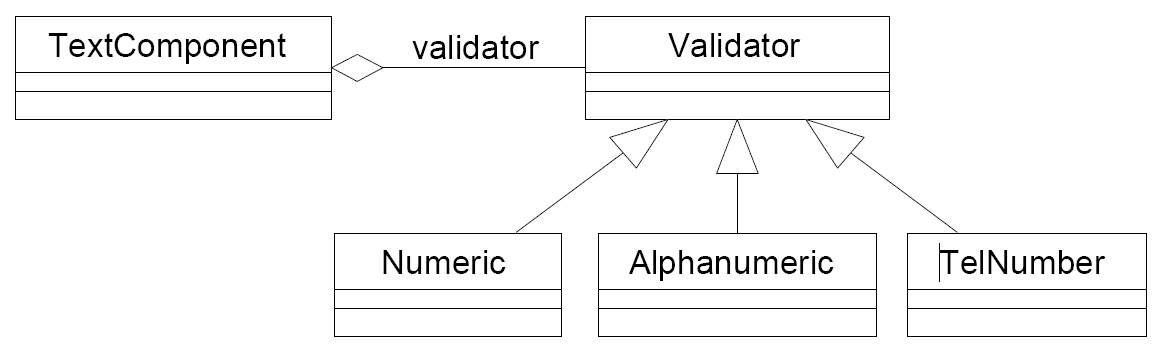 TextComponent
validator
Validator
Numeric
Alphanumeric
TelNumber